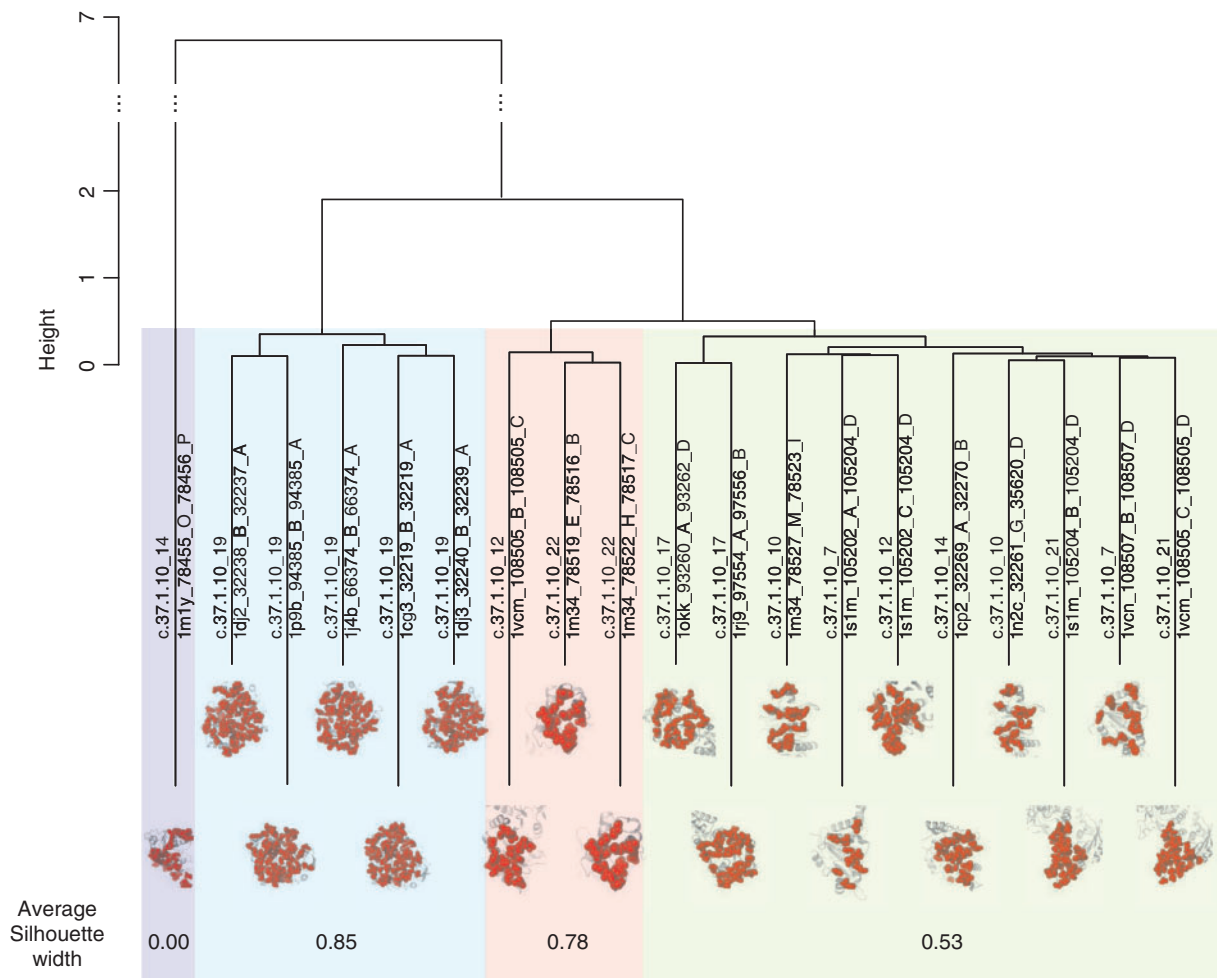 7
2
1
0
Height
c.37.1.10_14
1m1y_78455_O_78456_P
c.37.1.10_19
1dj2_32238_B_32237_A
c.37.1.10_19
1p9b_94385_B_94385_A
c.37.1.10_19
1j4b_66374_B_66374_A
c.37.1.10_19
1cg3_32219_B_32219_A
c.37.1.10_19
1dj3_32240_B_32239_A
c.37.1.10_12
1vcm_108505_B_108505_C
c.37.1.10_22
1m34_78519_E_78516_B
c.37.1.10_22
1m34_78522_H_78517_C
c.37.1.10_17
1okk_93260_A_93262_D
c.37.1.10_17
1rj9_97554_A_97556_B
c.37.1.10_10
1m34_78527_M_78523_I
c.37.1.10_7
1s1m_105202_A_105204_D
c.37.1.10_12
1s1m_105202_C_105204_D
c.37.1.10_14
1cp2_32269_A_32270_B
c.37.1.10_10
1n2c_32261_G_35620_D
c.37.1.10_21
1s1m_105204_B_105204_D
c.37.1.10_7
1vcn_108507_B_108507_D
c.37.1.10_21
1vcm_108505_C_108505_D
Average
Silhouette
width
0.00 0.85 0.78 0.53